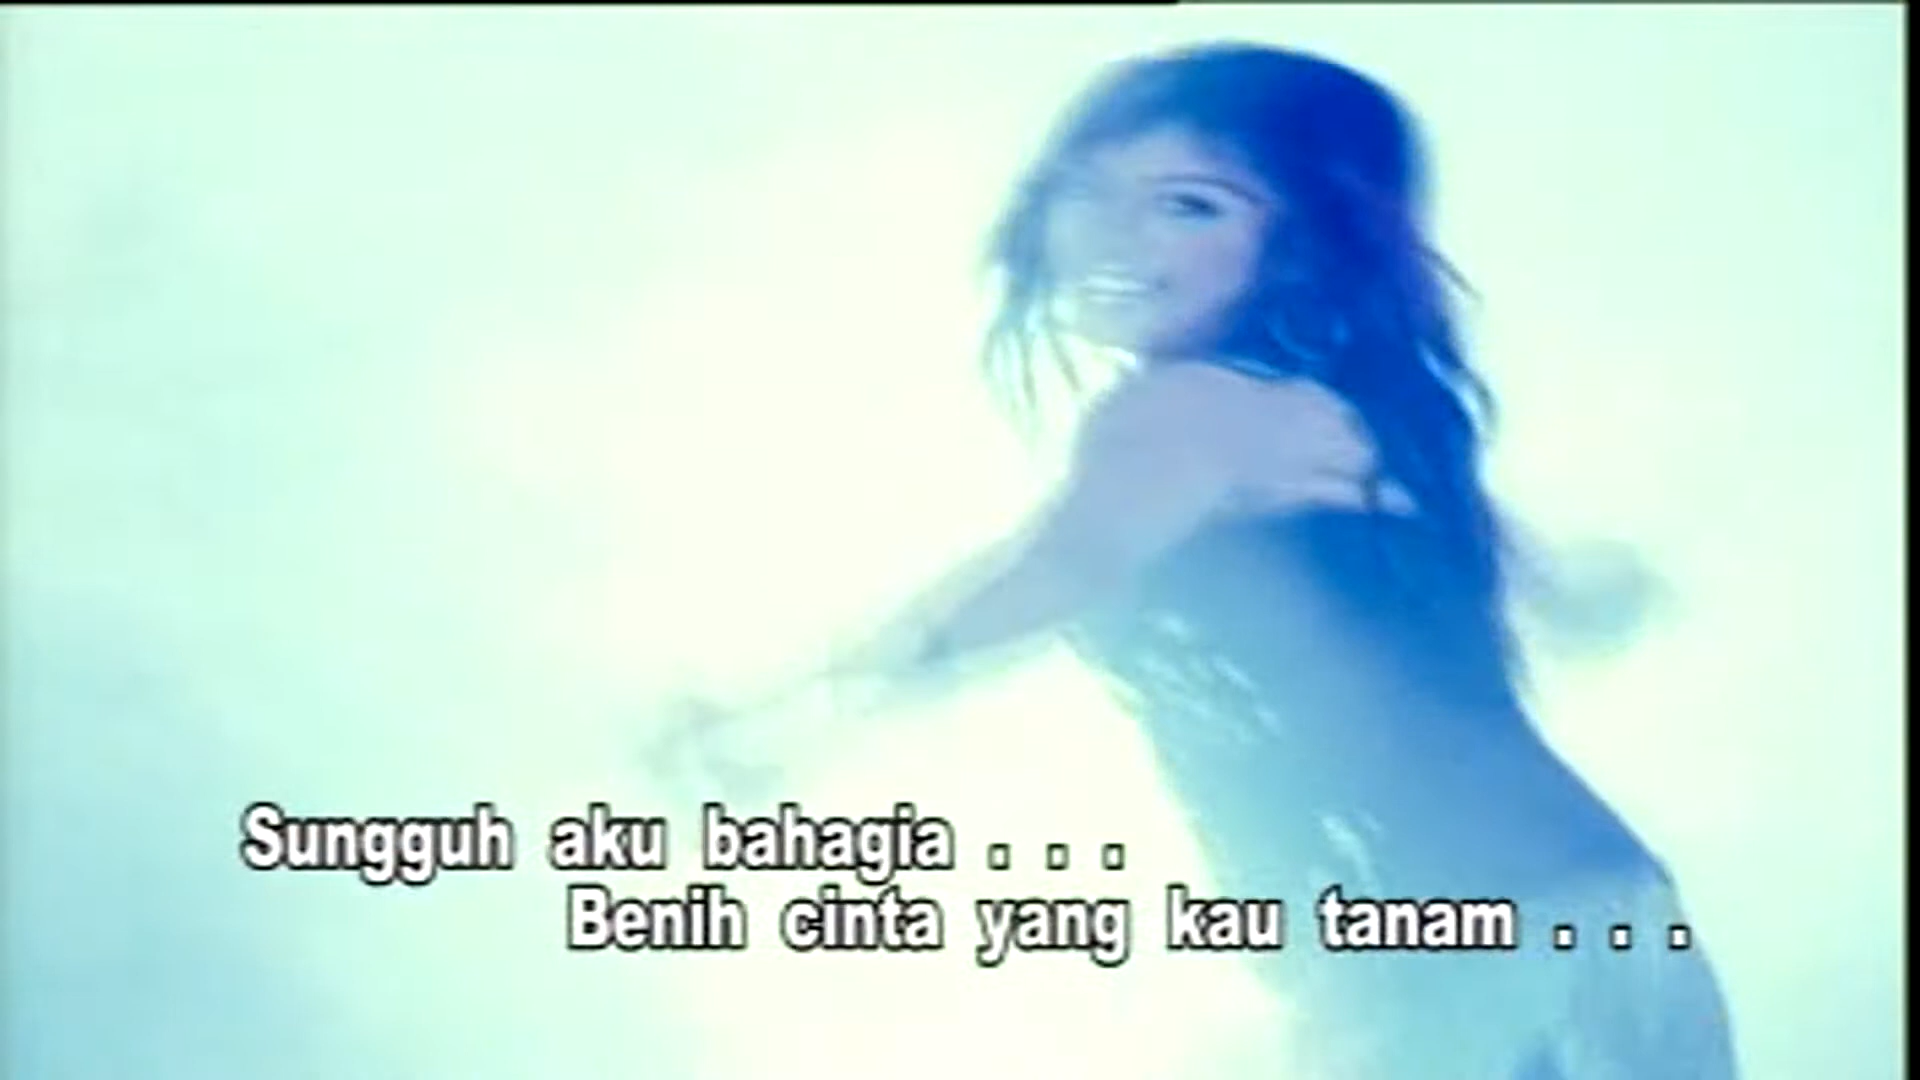 Sungguh aku bahagia . . .
Benih cinta yang kau tanam . . .